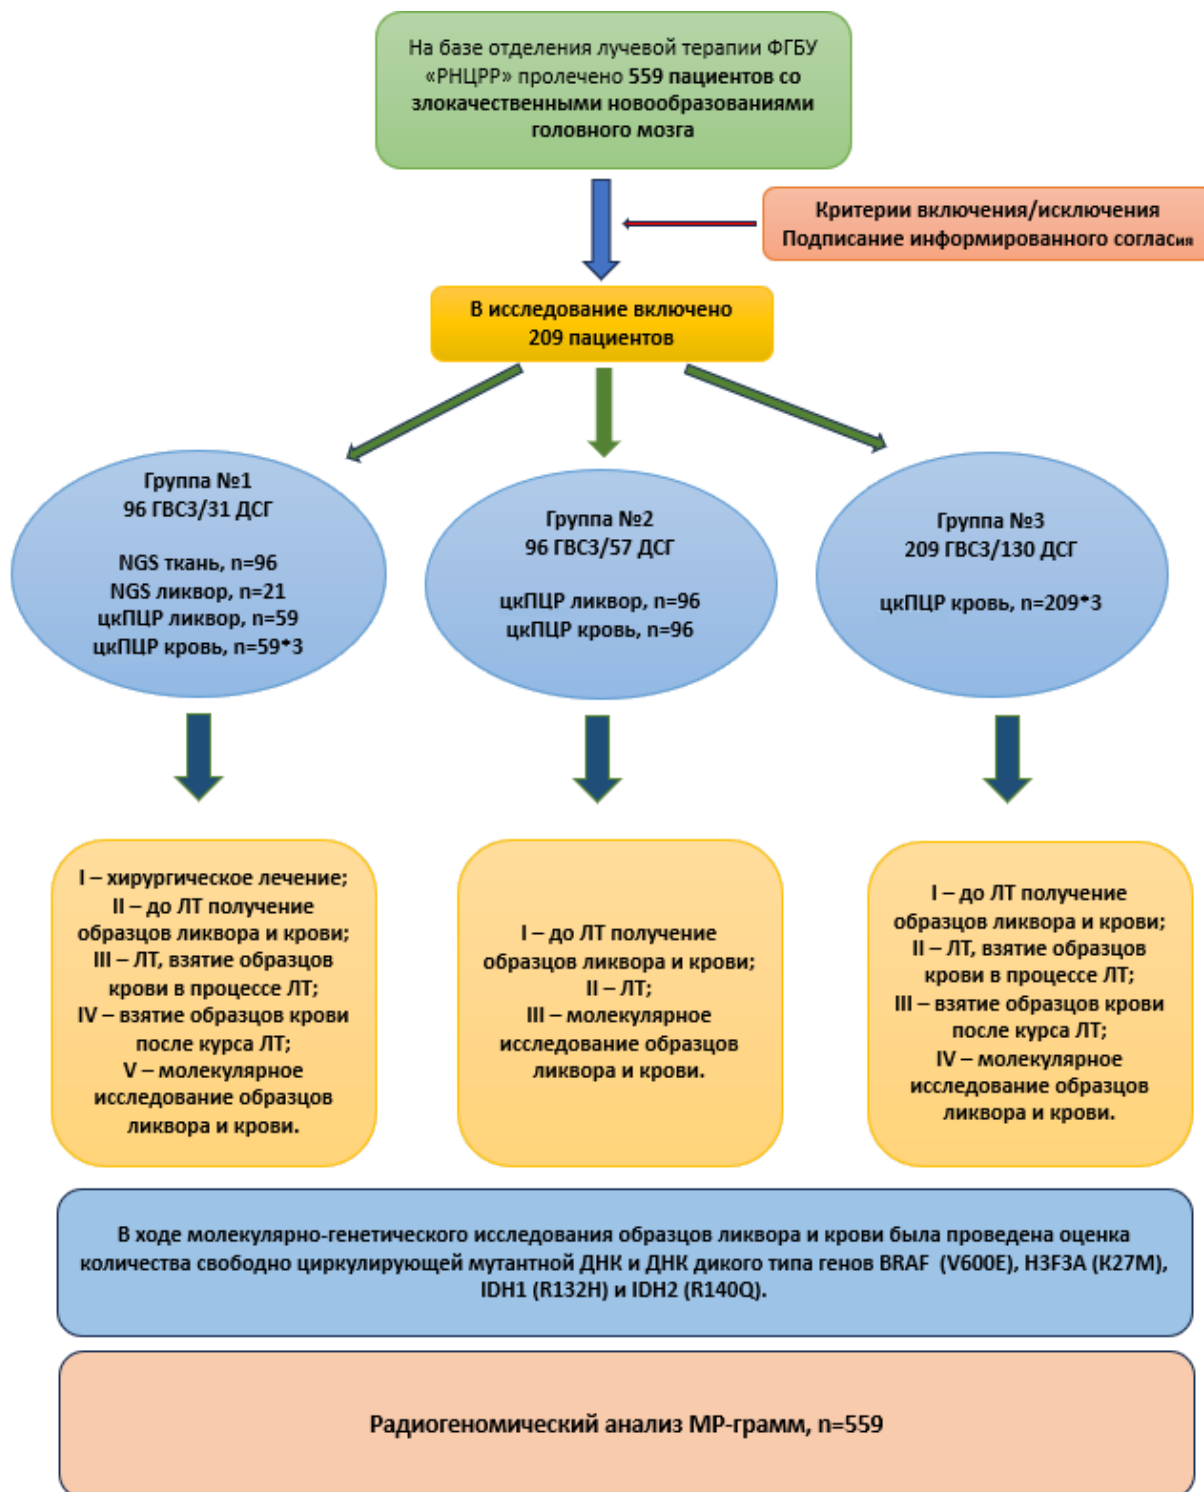 На базе отделения лучевой терапии ФГБУ
«РНЦРР» пролечено 559 пациентов со
злокачественными новообразованиями
головного мозга
Критерии включения/исключения
Подписание информированного согласия
В исследование включено
209 пациентов
Группа №1
96 ГВСЗ/31 ДСГ
NGS ткань, n=96
NGS ликвор, n=21
цкПЦР ликвор, n=59
цкПЦР кровь, n=59*3
Группа №2
96 ГВСЗ/57 ДСГ
цкПЦР ликвор, n=96
цкПЦР кровь, n=96
Группа №3
209 ГВСЗ/130 ДСГ
цкПЦР кровь, n=209*3
I – хирургическое лечение;
II – до ЛТ получение
образцов ликвора и крови;
III – ЛТ, взятие образцов
крови в процессе ЛТ;
IV – взятие образцов крови
после курса ЛТ;
V – молекулярное
исследование образцов
ликвора и крови.
I – до ЛТ получение
образцов ликвора и крови;
II – ЛТ;
III – молекулярное
исследование образцов
ликвора и крови.
I – до ЛТ получение
образцов ликвора и крови;
II – ЛТ, взятие образцов
крови в процессе ЛТ;
III – взятие образцов крови
после курса ЛТ;
IV – молекулярное
исследование образцов
ликвора и крови.
В ходе молекулярно-генетического исследования образцов ликвора и крови была проведена оценка
количества свободно циркулирующей мутантной ДНК и ДНК дикого типа генов BRAF (V600E), H3F3A (K27M),
IDH1 (R132H) и IDH2 (R140Q).
Радиогеномический анализ МР-грамм, n=559